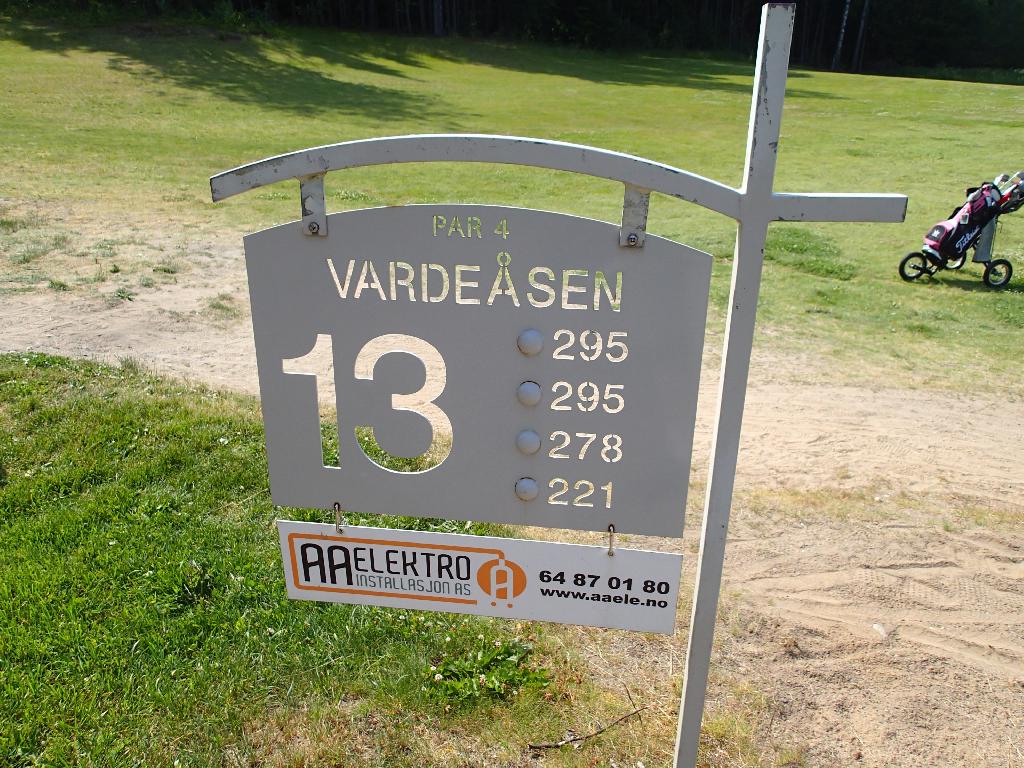 PAR 4
VARDEÅSEN
13
295
295
278
221
AA ELEKTRO
INSTALLASJON AS
A
64 87 01 80
www.aaele.no
Titleist